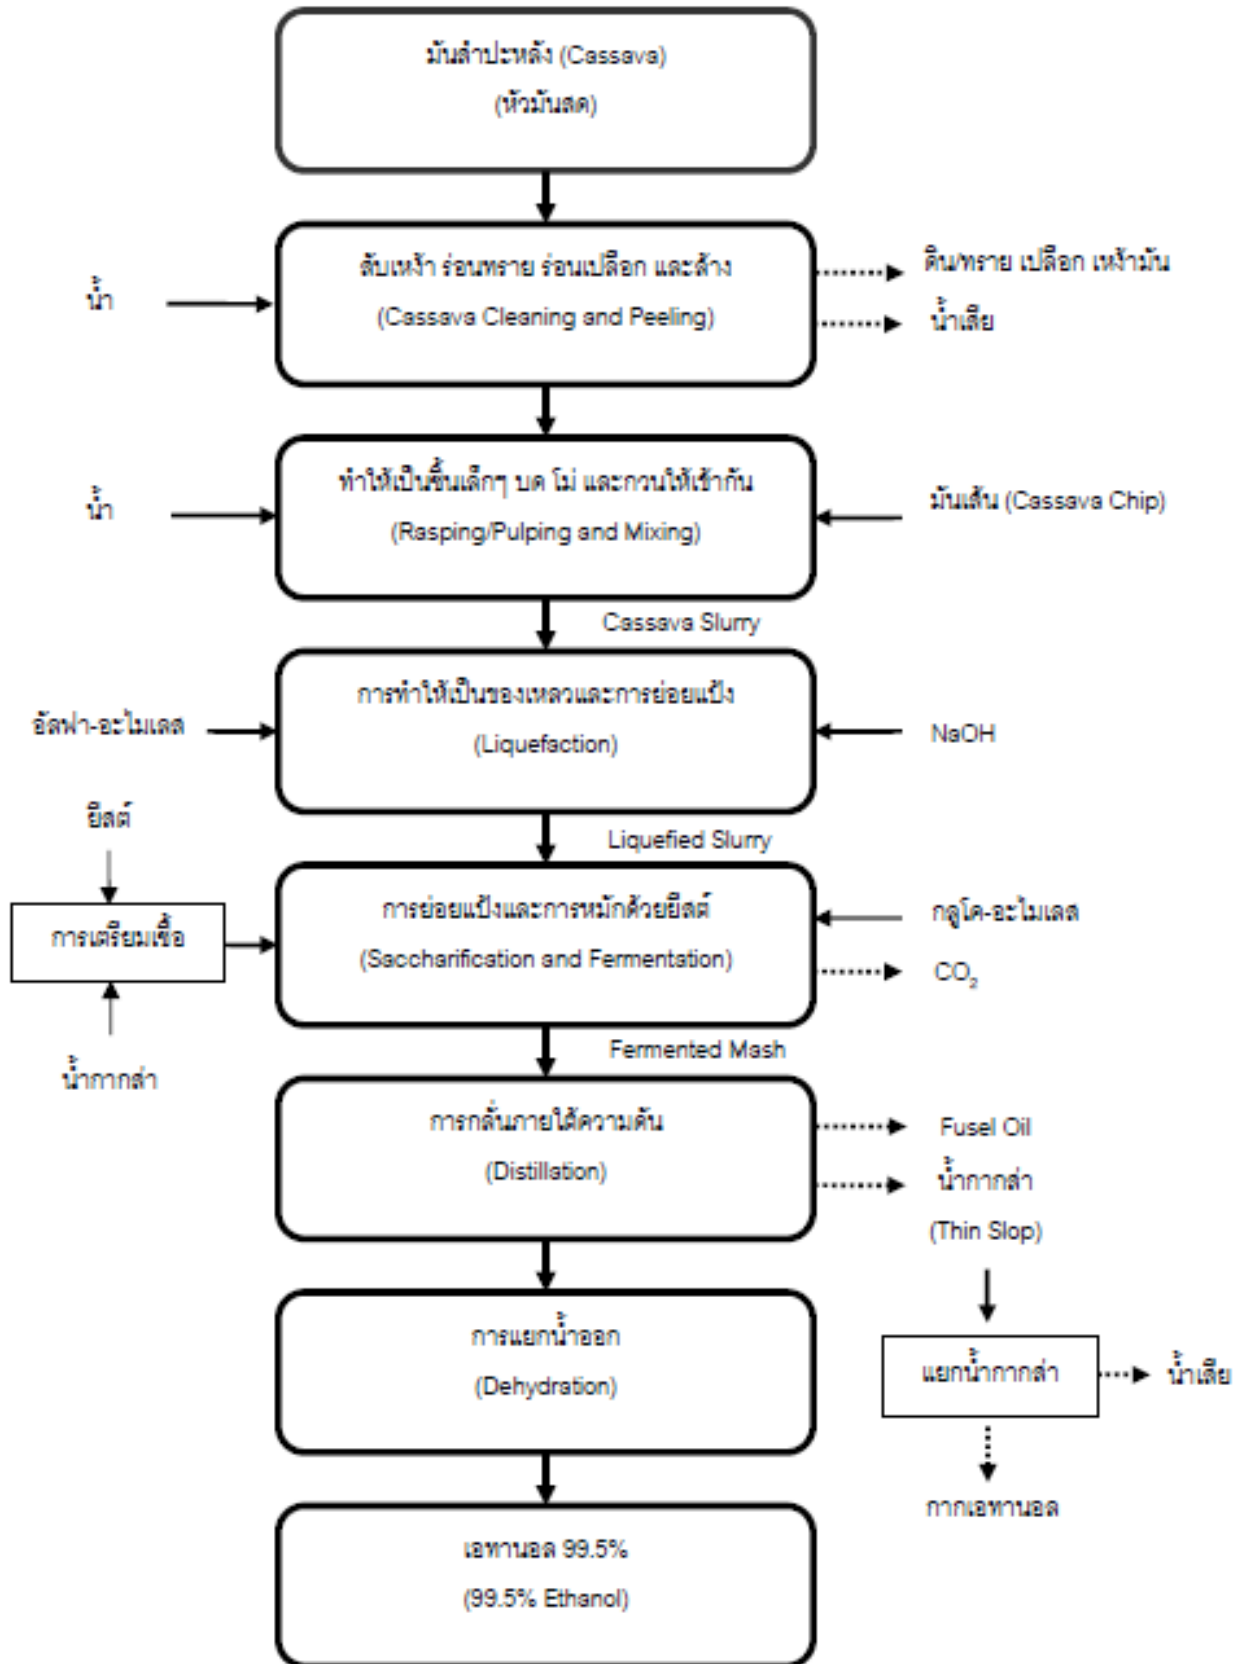 มันสำปะหลัง (Cassava)
(หัวมันสด)
สับเหง้า ร่อนทราย ร่อนเปลือก และล้าง
(Cassava Cleaning and Peeling)
น้ำ
ดิน/ทราย เปลือก เหง้ามัน
น้ำเสีย
ทำให้เป็นชิ้นเล็กๆ บด โม่ และกวนให้เข้ากัน
(Rasping/Pulping and Mixing)
น้ำ
มันเส้น (Cassava Chip)
Cassava Slurry
การทำให้เป็นของเหลวและการย่อยแป้ง
(Liquefaction)
อัลฟา-อะไมเลส
NaOH
Liquefied Slurry
ยีสต์
การเตรียมเชื้อ
น้ำกากส่า
การย่อยแป้งและการหมักด้วยยีสต์
(Saccharification and Fermentation)
กลูโค-อะไมเลส
CO₂
Fermented Mash
การกลั่นภายใต้ความดัน
(Distillation)
Fusel Oil
น้ำกากส่า
(Thin Slop)
การแยกน้ำออก
(Dehydration)
แยกน้ำกากส่า
น้ำเสีย
กากเอทานอล
เอทานอล 99.5%
(99.5% Ethanol)